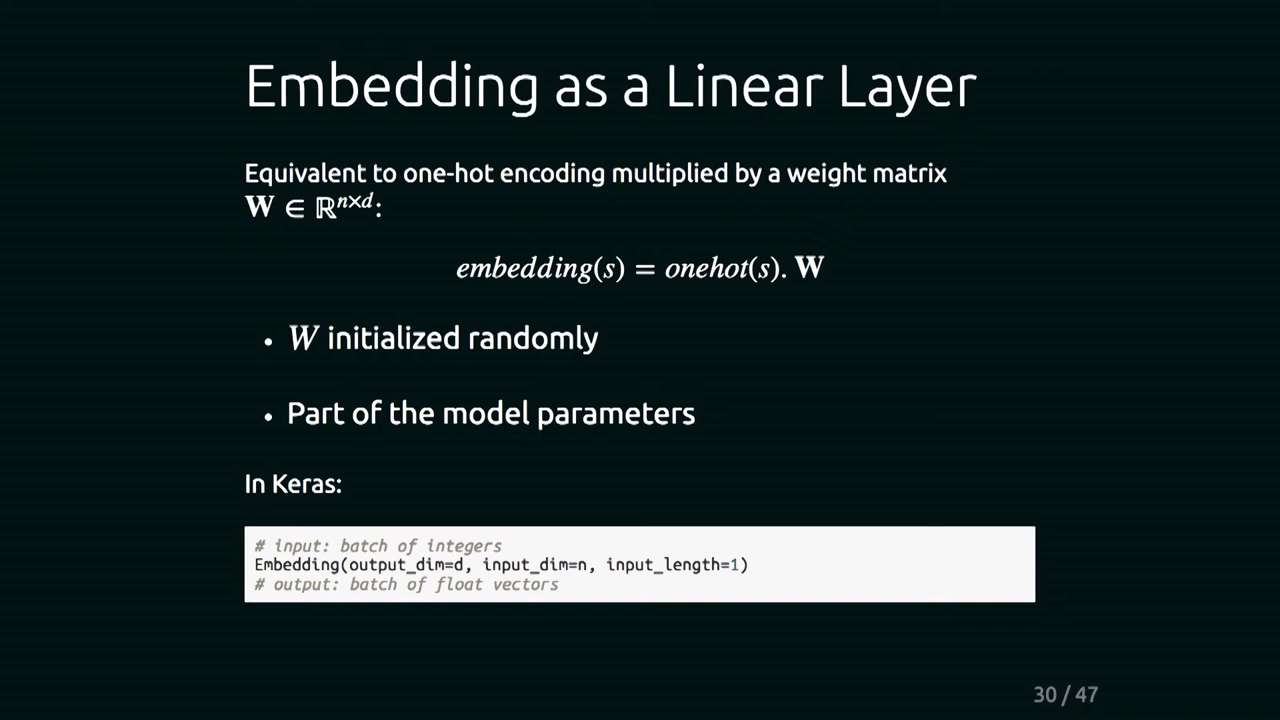 Embedding as a Linear Layer
Equivalent to one-hot encoding multiplied by a weight matrix
W ∈ ℝⁿˣᵈ:
embedding(s) = onehot(s). W
• W initialized randomly
• Part of the model parameters
In Keras:
# input: batch of integers
Embedding(output_dim=d, input_dim=n, input_length=1)
# output: batch of float vectors
30 / 47